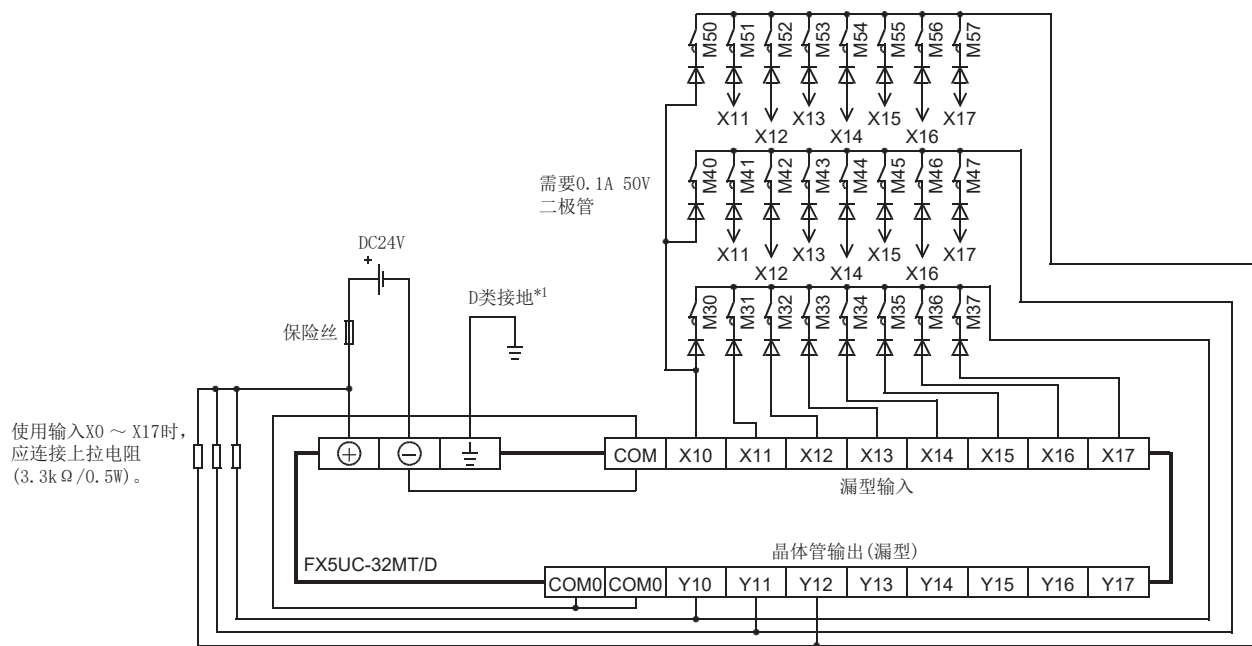 M50 M51 M52 M53 M54 M55 M56 M57
X11 X13 X15 X17
X12 X14 X16
M40 M41 M42 M43 M44 M45 M46 M47
需要0.1A 50V
二极管
X11 X13 X15 X17
X12 X14 X16
DC24V
+
D类接地*1
M30 M31 M32 M33 M34 M35 M36 M37
保险丝
使用输入X0 ～ X17时，
应连接上拉电阻
(3.3kΩ/0.5W)。
COM X10 X11 X12 X13 X14 X15 X16 X17
漏型输入
晶体管输出(漏型)
FX5UC-32MT/D
COM0 COM0 Y10 Y11 Y12 Y13 Y14 Y15 Y16 Y17